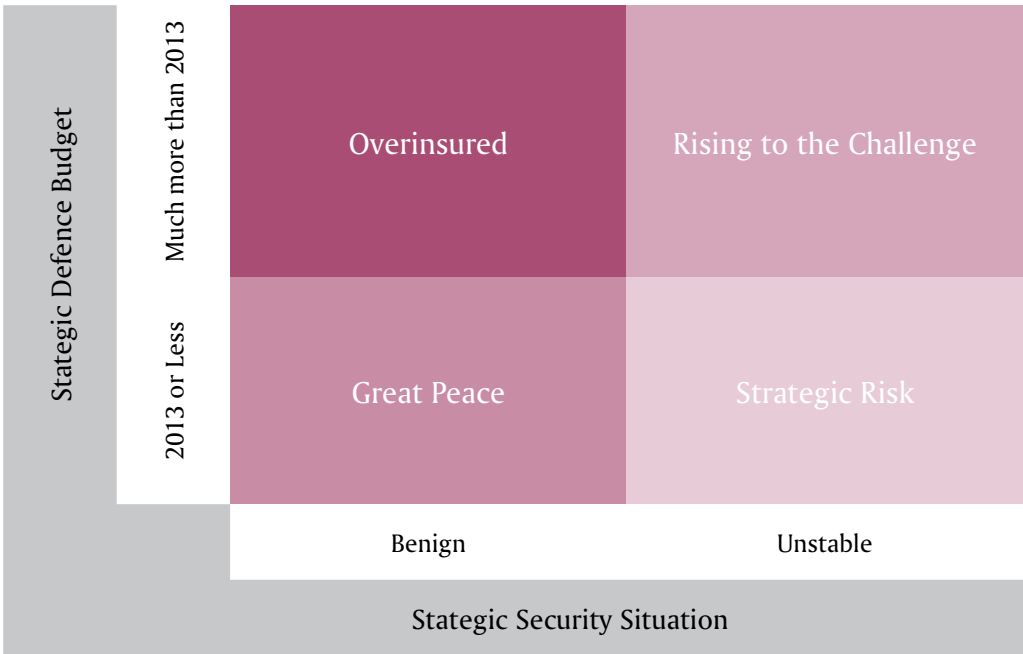 Stategic Defence Budget
Much more than 2013
Overinsured
Rising to the Challenge
2013 or Less
Great Peace
Strategic Risk
Benign
Unstable
Stategic Security Situation